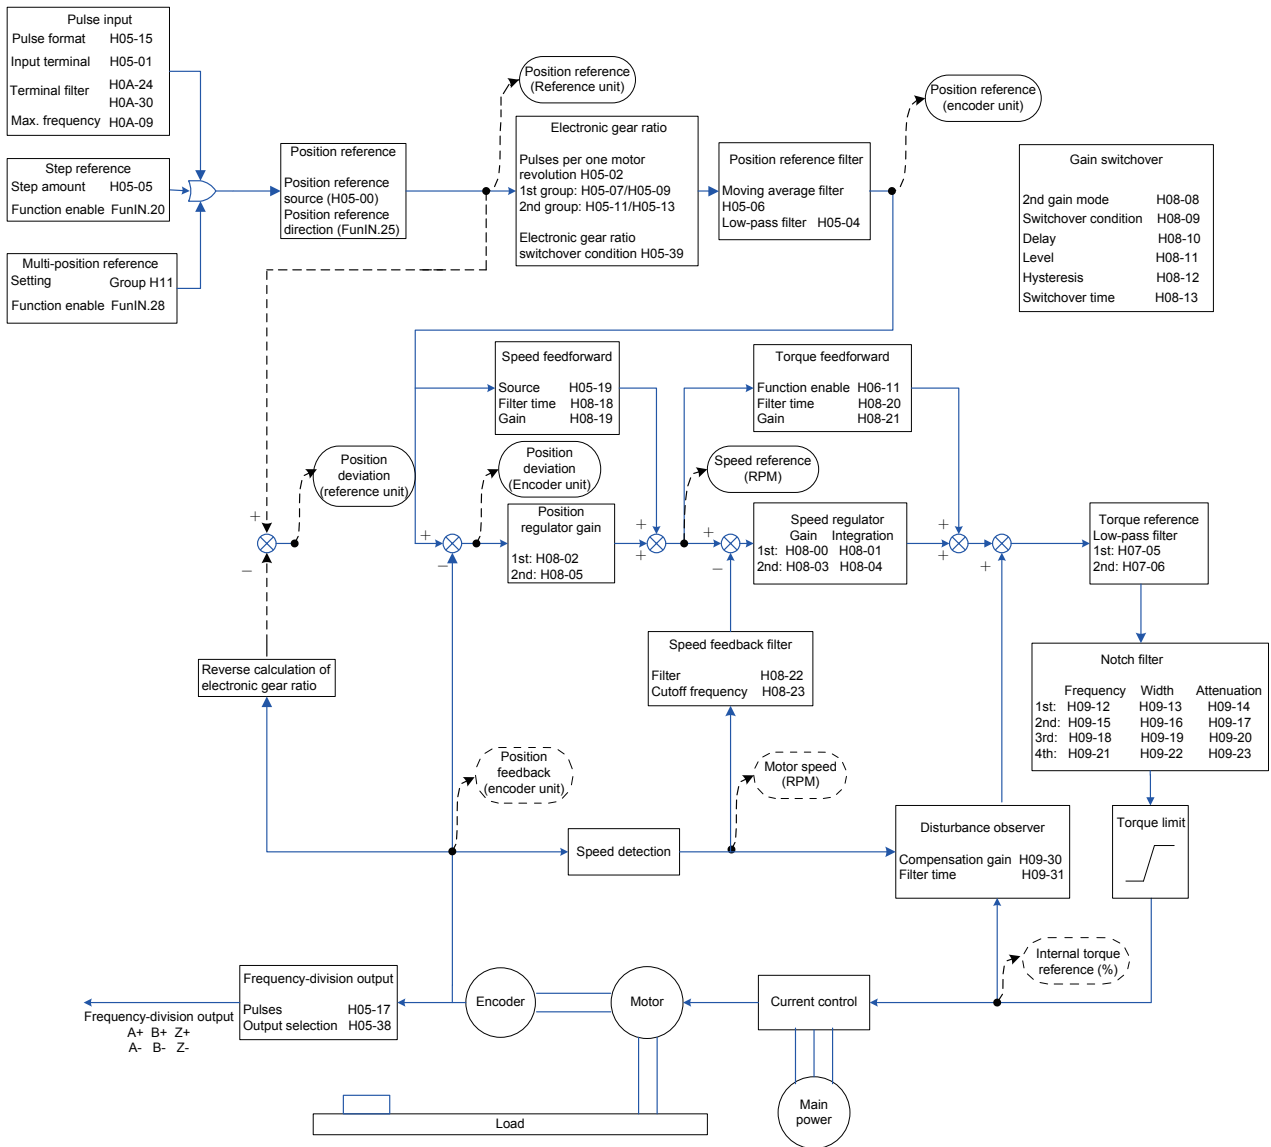 Pulse input
Pulse format H05-15
Input terminal H05-01
Terminal filter H0A-24
H0A-30
Max. frequency H0A-09
Step reference
Step amount H05-05
Function enable FunIN.20
Multi-position reference
Setting Group H11
Function enable FunIN.28
Position reference
Position reference
source (H05-00)
Position reference
direction (FunIN.25)
Position reference
(Reference unit)
Electronic gear ratio
Pulses per one motor
revolution H05-02
1st group: H05-07/H05-09
2nd group: H05-11/H05-13
Electronic gear ratio
switchover condition H05-39
Position reference filter
Moving average filter
H05-06
Low-pass filter H05-04
Position reference
(encoder unit)
Gain switchover
2nd gain mode H08-08
Switchover condition H08-09
Delay H08-10
Level H08-11
Hysteresis H08-12
Switchover time H08-13
Speed feedforward
Source H05-19
Filter time H08-18
Gain H08-19
Torque feedforward
Function enable H06-11
Filter time H08-20
Gain H08-21
Position
deviation
(reference unit)
Position
deviation
(Encoder unit)
Speed reference
(RPM)
+
−
+
−
Position
regulator gain
1st: H08-02
2nd: H08-05
+
+
+
−
Speed regulator
Gain Integration
1st: H08-00 H08-01
2nd: H08-03 H08-04
+
+
+
Torque reference
Low-pass filter
1st: H07-05
2nd: H07-06
Reverse calculation of
electronic gear ratio
Speed feedback filter
Filter H08-22
Cutoff frequency H08-23
Notch filter
Frequency Width Attenuation
1st: H09-12 H09-13 H09-14
2nd: H09-15 H09-16 H09-17
3rd: H09-18 H09-19 H09-20
4th: H09-21 H09-22 H09-23
Position
feedback
(encoder unit)
Motor speed
(RPM)
Speed detection
Disturbance observer
Compensation gain H09-30
Filter time H09-31
Torque limit
Internal torque
reference (%)
Frequency-division output
Pulses H05-17
Output selection H05-38
Frequency-division output
A+ B+ Z+
A- B- Z-
Encoder
Motor
Current control
Main
power
Load